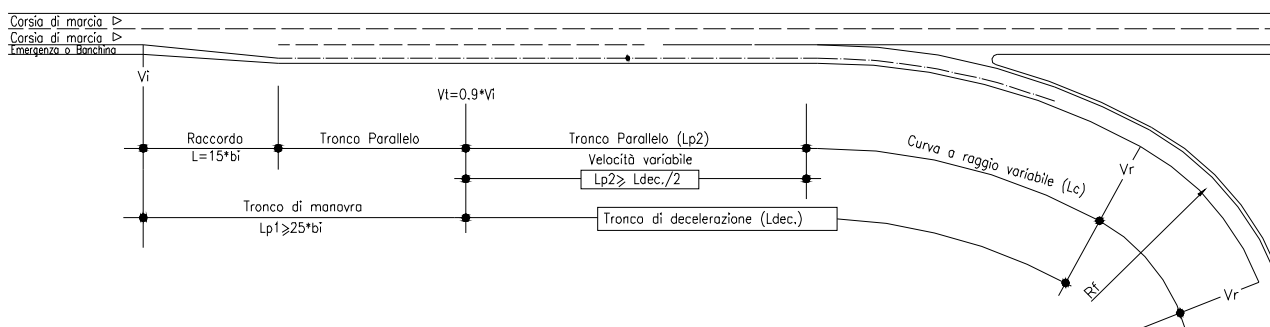 Corsia di marcia
Corsia di marcia
Emergenza o Banchina
Vi
Vt=0.9*Vi
Raccordo
L=15*bi
Tronco Parallelo
Tronco Parallelo (Lp2)
Velocità variabile
Lp2⩾ Ldec./2
Curva a raggio variabile (Lc)
Vr
Tronco di manovra
Lp1⩾25*bi
Tronco di decelerazione (Ldec.)
Rf
Vr